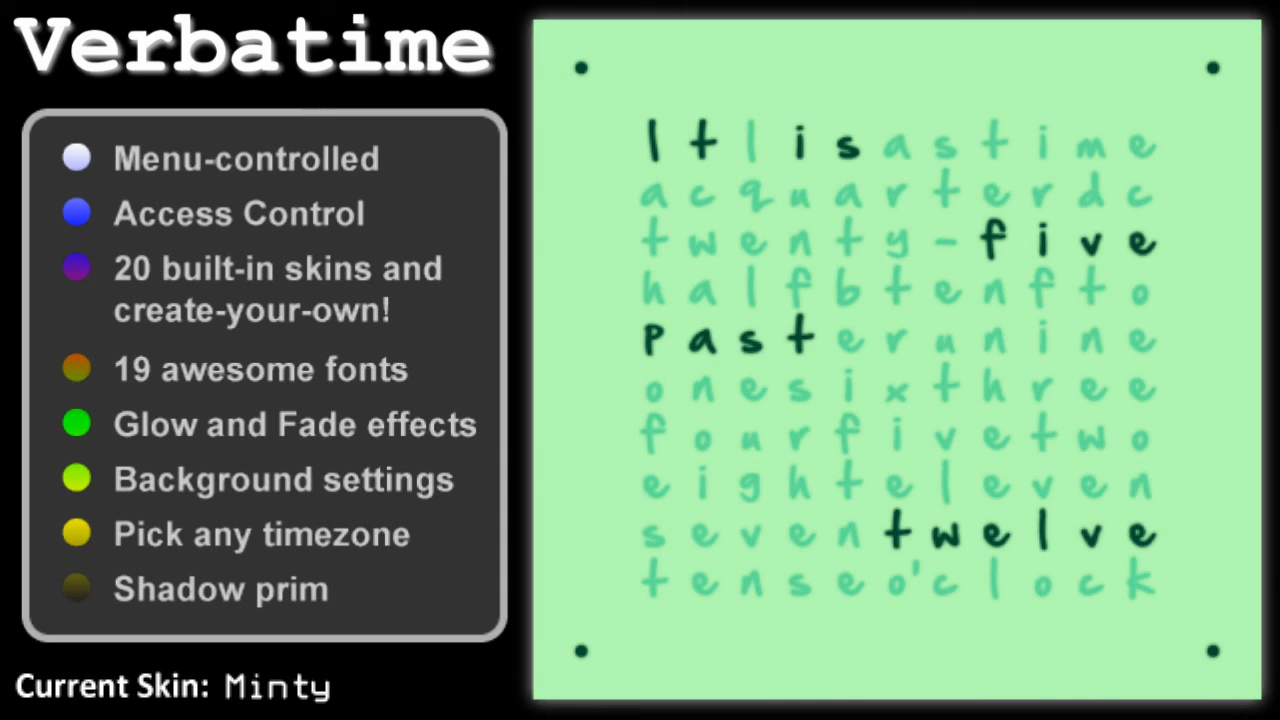 Verbatime
Menu-controlled
Access Control
20 built-in skins and
create-your-own!
19 awesome fonts
Glow and Fade effects
Background settings
Pick any timezone
Shadow prim
Current Skin: Minty
Itlisastime
acquarterdc
twenty-five
halfbtenfto
pasterunine
onesixthree
fourfivetwo
eighteleven
seventwelve
tenseo'clock